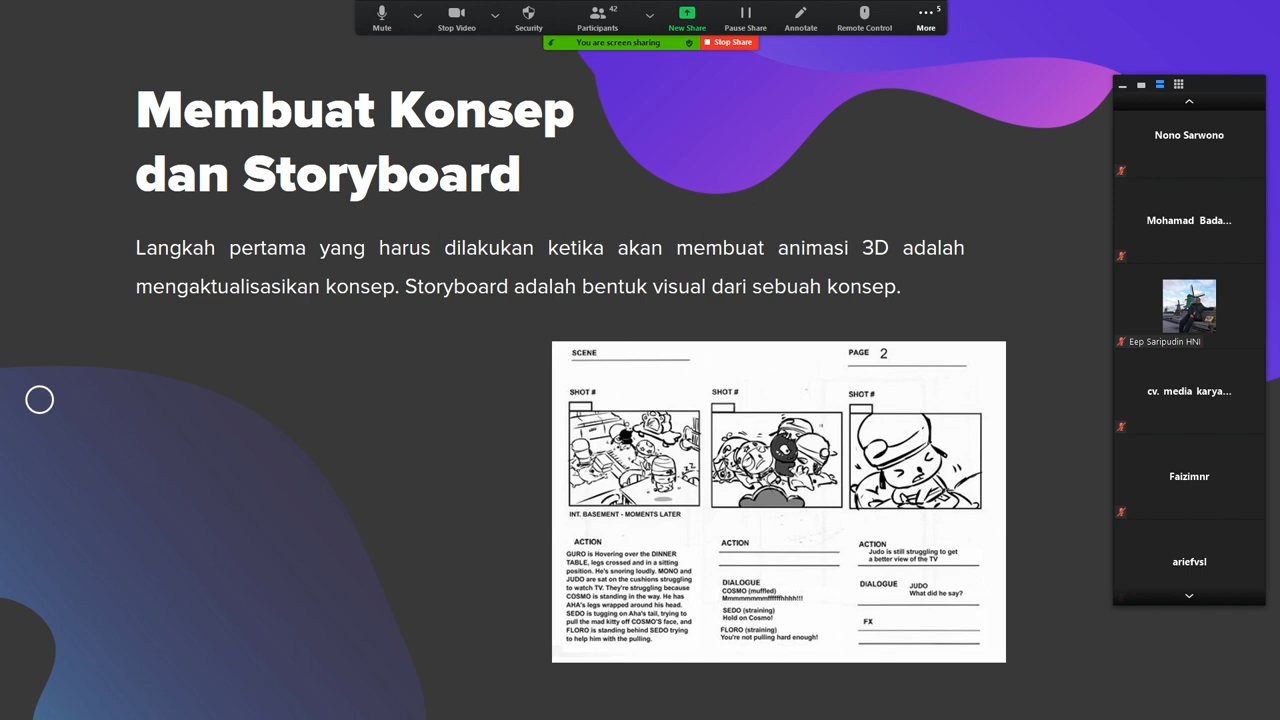 42
5
Mute
Stop Video
Security
Participants
New Share
Pause Share
Annotate
Remote Control
More
You are screen sharing
Stop Share
Membuat Konsep
dan Storyboard
Langkah pertama yang harus dilakukan ketika akan membuat animasi 3D adalah
mengaktualisasikan konsep. Storyboard adalah bentuk visual dari sebuah konsep.
SCENE
PAGE 2
SHOT #
SHOT #
SHOT #
INT. BASEMENT - MOMENTS LATER
ACTION
GURO is Hovering over the DINNER
TABLE, legs crossed and in a sitting
position. He's snoring loudly. MONO and
JUDO are sat on the cushions struggling
to watch TV. They're struggling because
COSMO is standing in the way. He has
AHA's legs wrapped around his head.
SEDO is tugging on Aha's tail, trying to
pull the mad kitty off COSMO'S face, and
FLORO is standing behind SEDO trying
to help him with the pulling.
ACTION
DIALOGUE
COSMO (muffled)
SEDO (straining)
Hold on Cosmo!
FLORO (straining)
You're not pulling hard enough!
ACTION
Judo is still struggling to get
a better view of the TV
DIALOGUE
JUDO
What did he say?
FX
Nono Sarwono
Mohamad Bada...
Eep Saripudin HNI
cv. media karya...
Faizimnr
ariefvsl